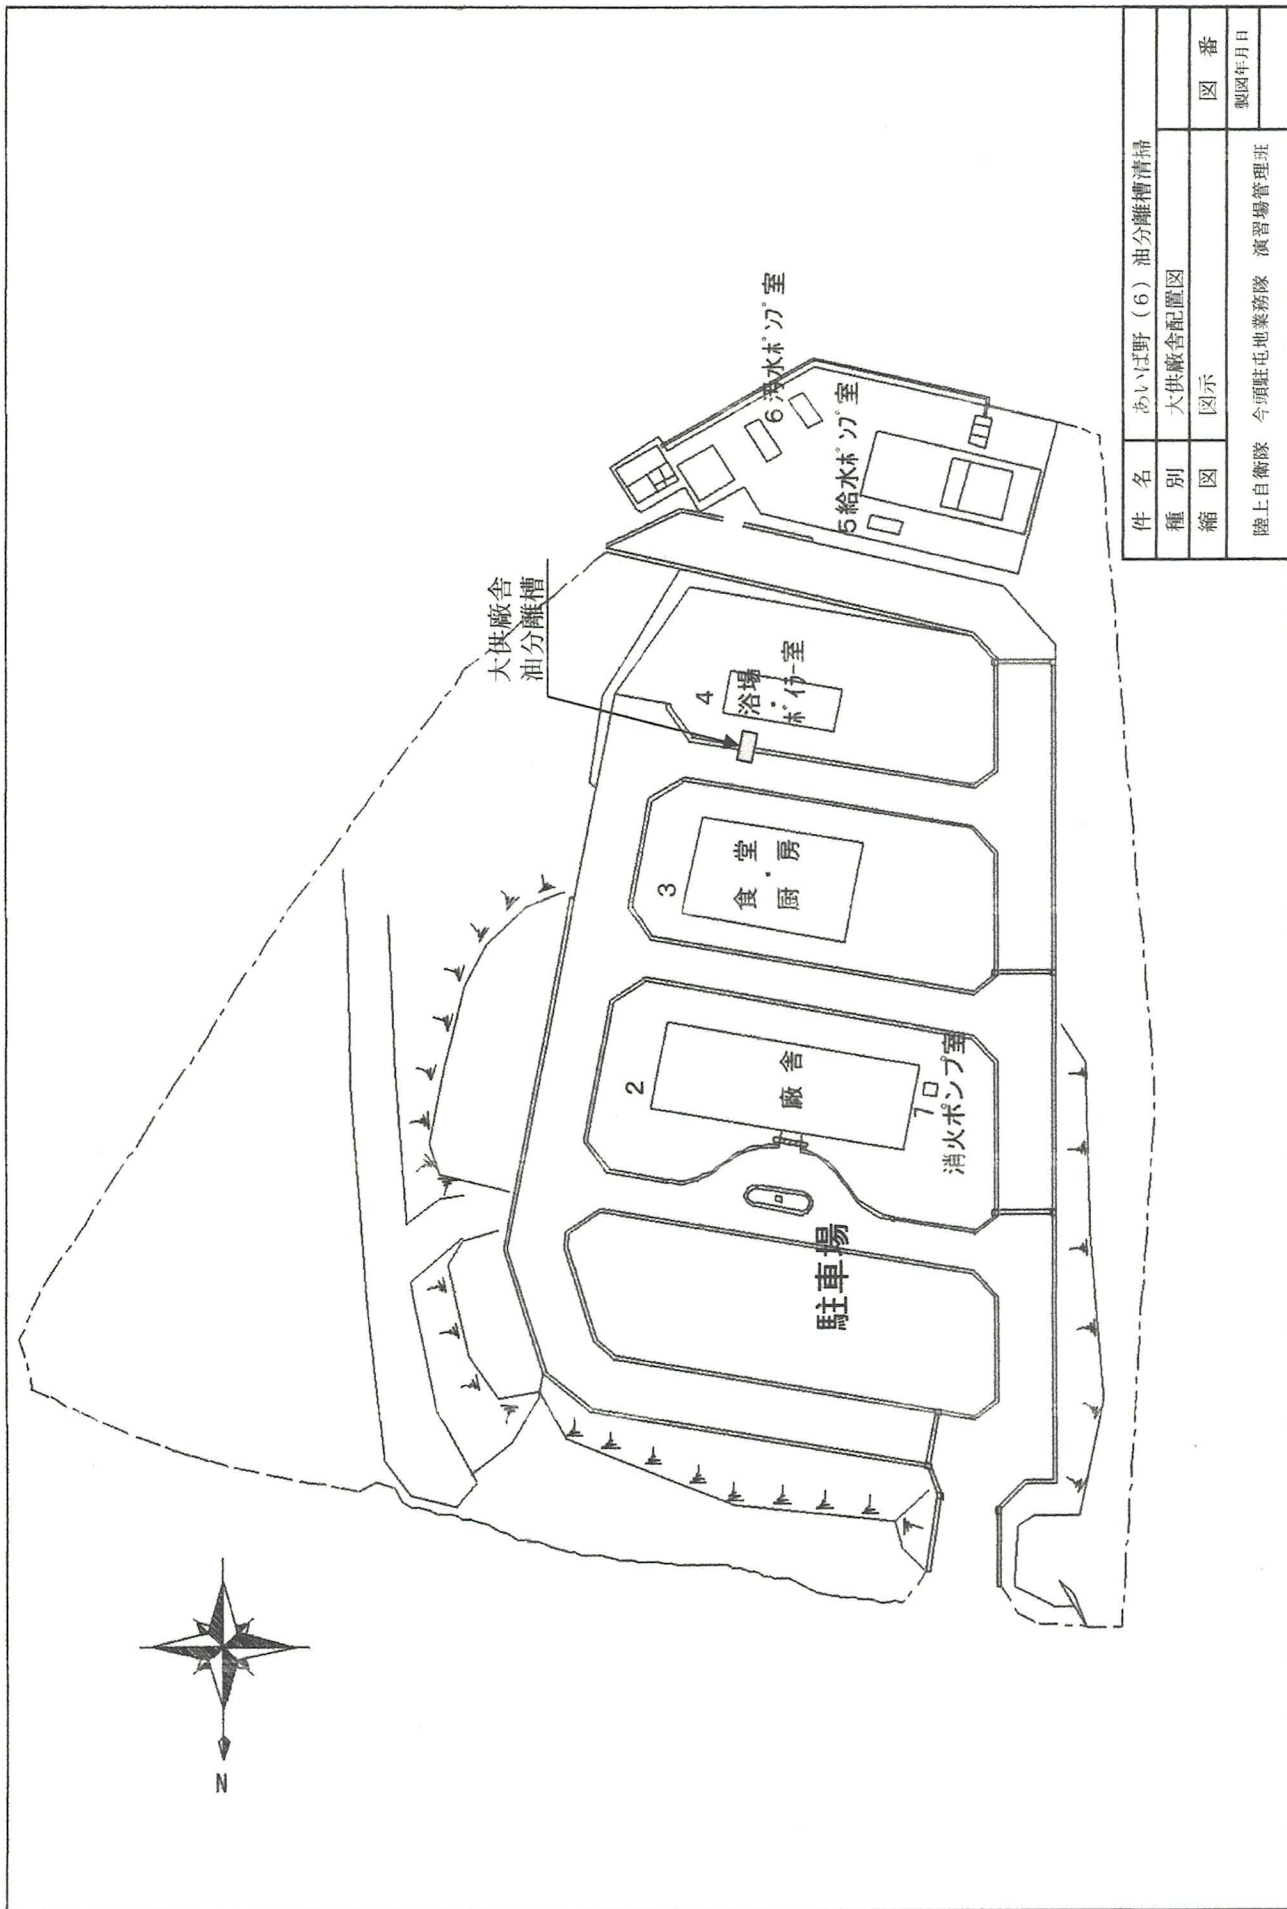 大供廠舎
油分離槽
6 汚水ポンプ室
5 給水ポンプ室
4
浴場
・
ボイラー室
3
食堂
・
厨房
2
廠舎
7
消火ポンプ室
駐車場
N
件名 あいば野(6)油分離槽清掃
種別 大供廠舎配置図
縮図 図示 図番
陸上自衛隊 今津駐屯地業務隊 演習場管理班 製図年月日